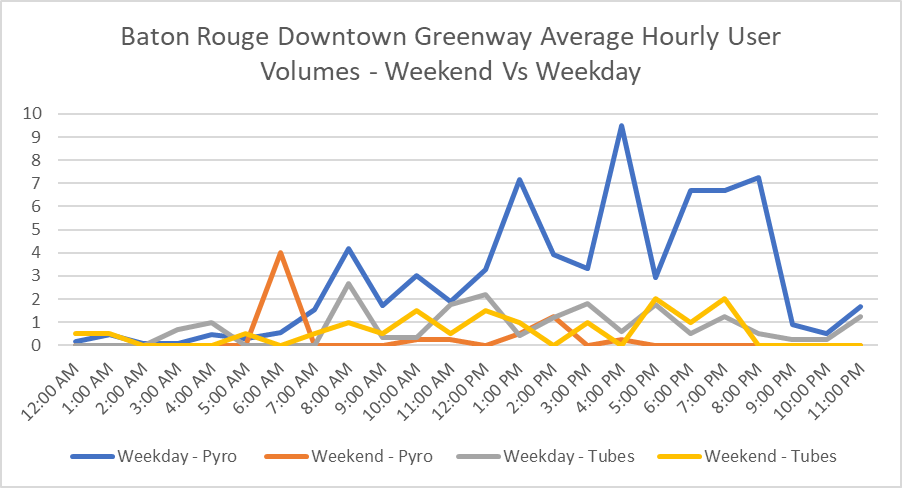 Baton Rouge Downtown Greenway Average Hourly User
Volumes - Weekend Vs Weekday
10
9
8
7
6
5
4
3
2
1
0
12:00 AM
1:00 AM
2:00 AM
3:00 AM
4:00 AM
5:00 AM
6:00 AM
7:00 AM
8:00 AM
9:00 AM
10:00 AM
11:00 AM
12:00 PM
1:00 PM
2:00 PM
3:00 PM
4:00 PM
5:00 PM
6:00 PM
7:00 PM
8:00 PM
9:00 PM
10:00 PM
11:00 PM
Weekday - Pyro
Weekend - Pyro
Weekday - Tubes
Weekend - Tubes